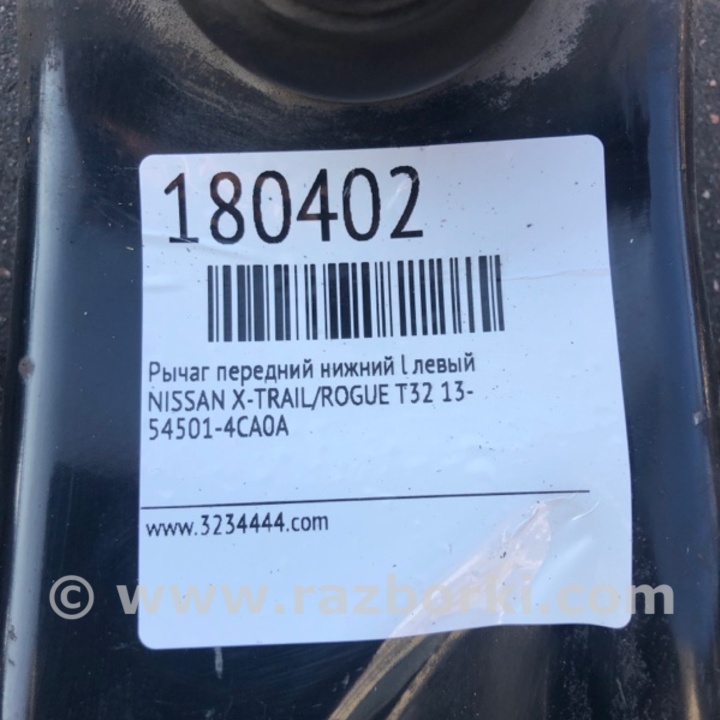 180402
Рычаг передний нижний l левый
NISSAN X-TRAIL/ROGUE T32 13-
54501-4CA0A
www.3234444.com
© www.razborki.com